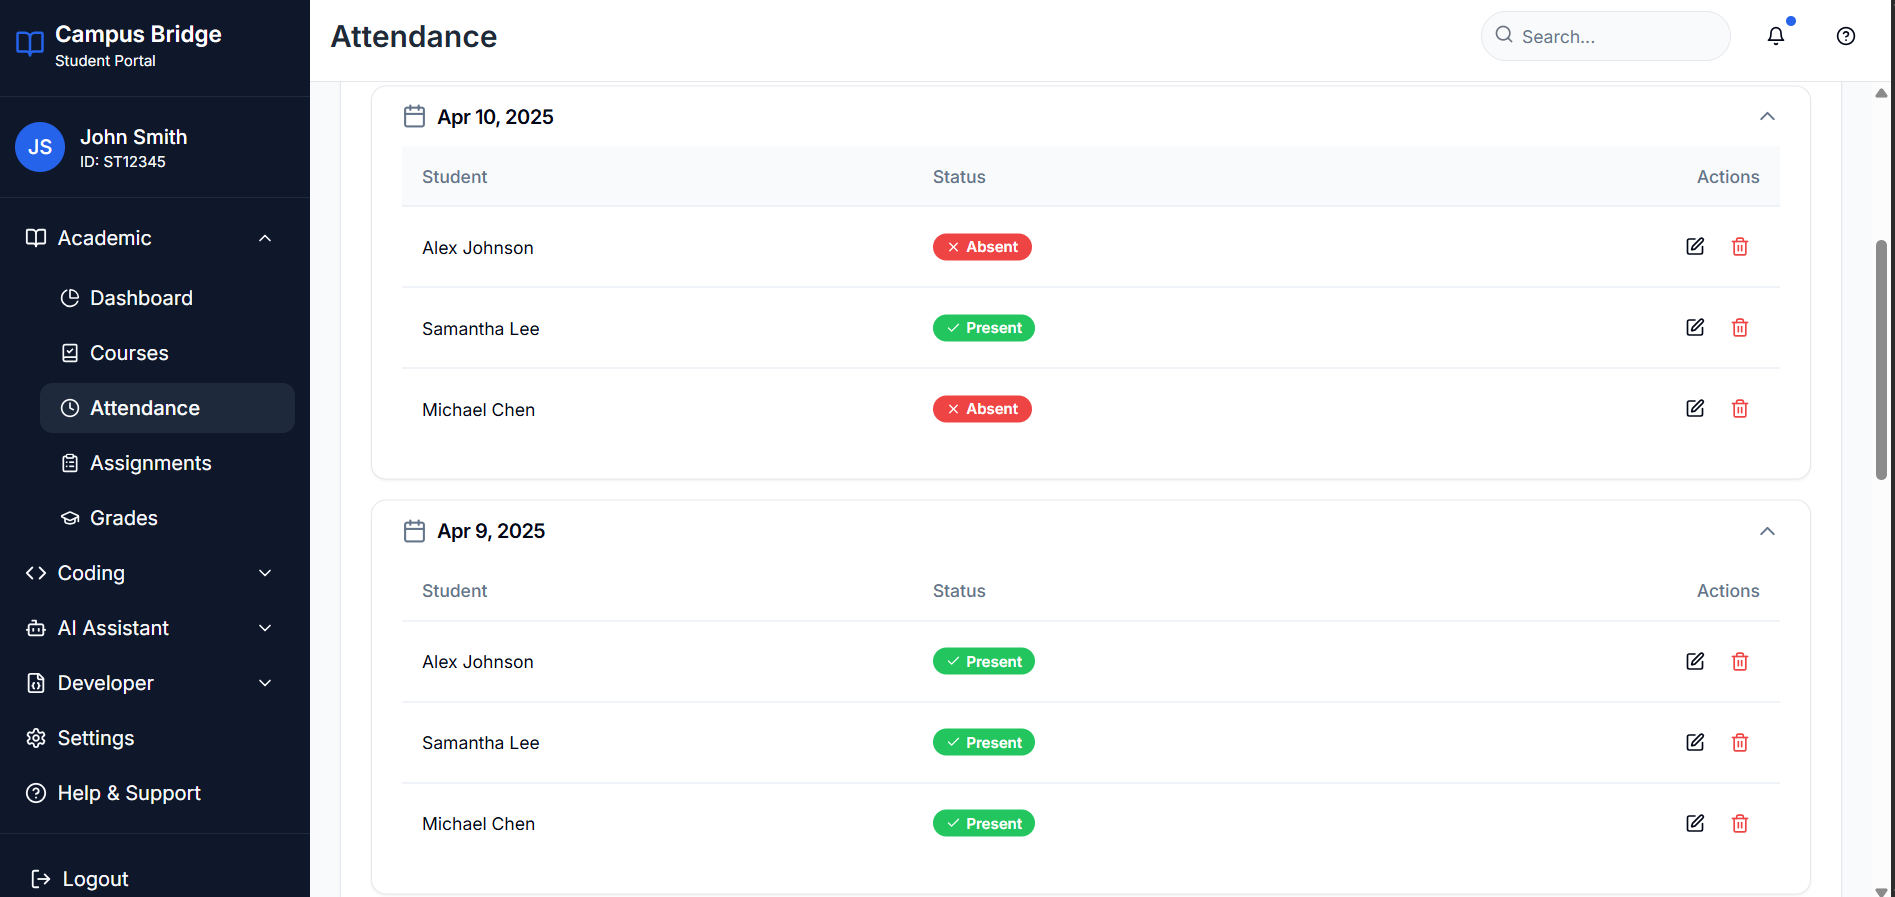 Campus Bridge
Student Portal
JS
John Smith
ID: ST12345
Academic
Dashboard
Courses
Attendance
Assignments
Grades
Coding
AI Assistant
Developer
Settings
Help & Support
Logout
Attendance
Search...
Apr 10, 2025
Student Status Actions
Alex Johnson Absent
Samantha Lee Present
Michael Chen Absent
Apr 9, 2025
Student Status Actions
Alex Johnson Present
Samantha Lee Present
Michael Chen Present